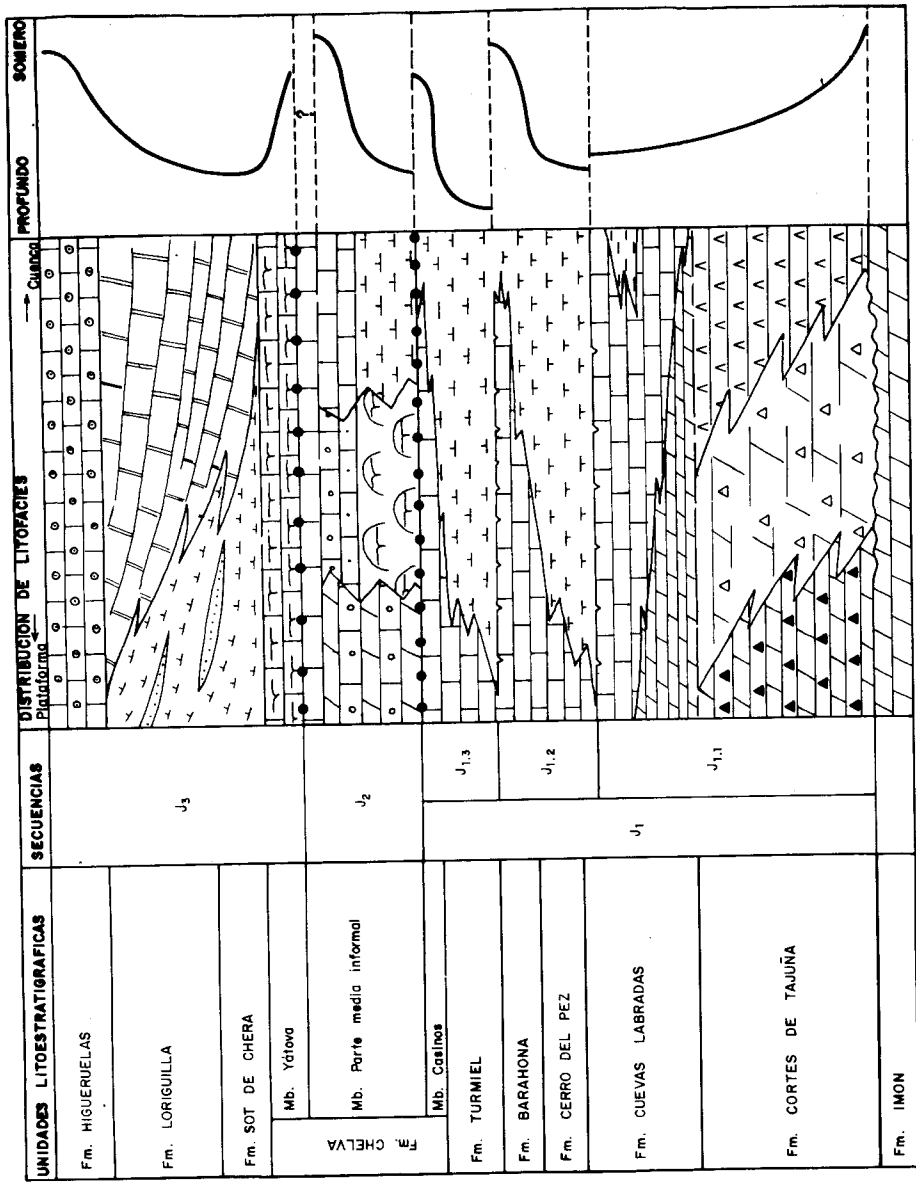 UNIDADES LITOESTRATIGRAFICAS
SECUENCIAS
DISTRIBUCION DE LITOFACIES
Plataforma
Cuenca
PROFUNDO
SOMERO
Fm. HIGUERUELAS
Fm. LORIGUILLA
Fm. SOT DE CHERA
Fm. CHELVA
Mb. Yátova
Mb. Parte media informal
Mb. Casinos
Fm. TURMIEL
Fm. BARAHONA
Fm. CERRO DEL PEZ
Fm. CUEVAS LABRADAS
Fm. CORTES DE TAJUÑA
Fm. IMON
J3
J2
J1
J1.3
J1.2
J1.1
?